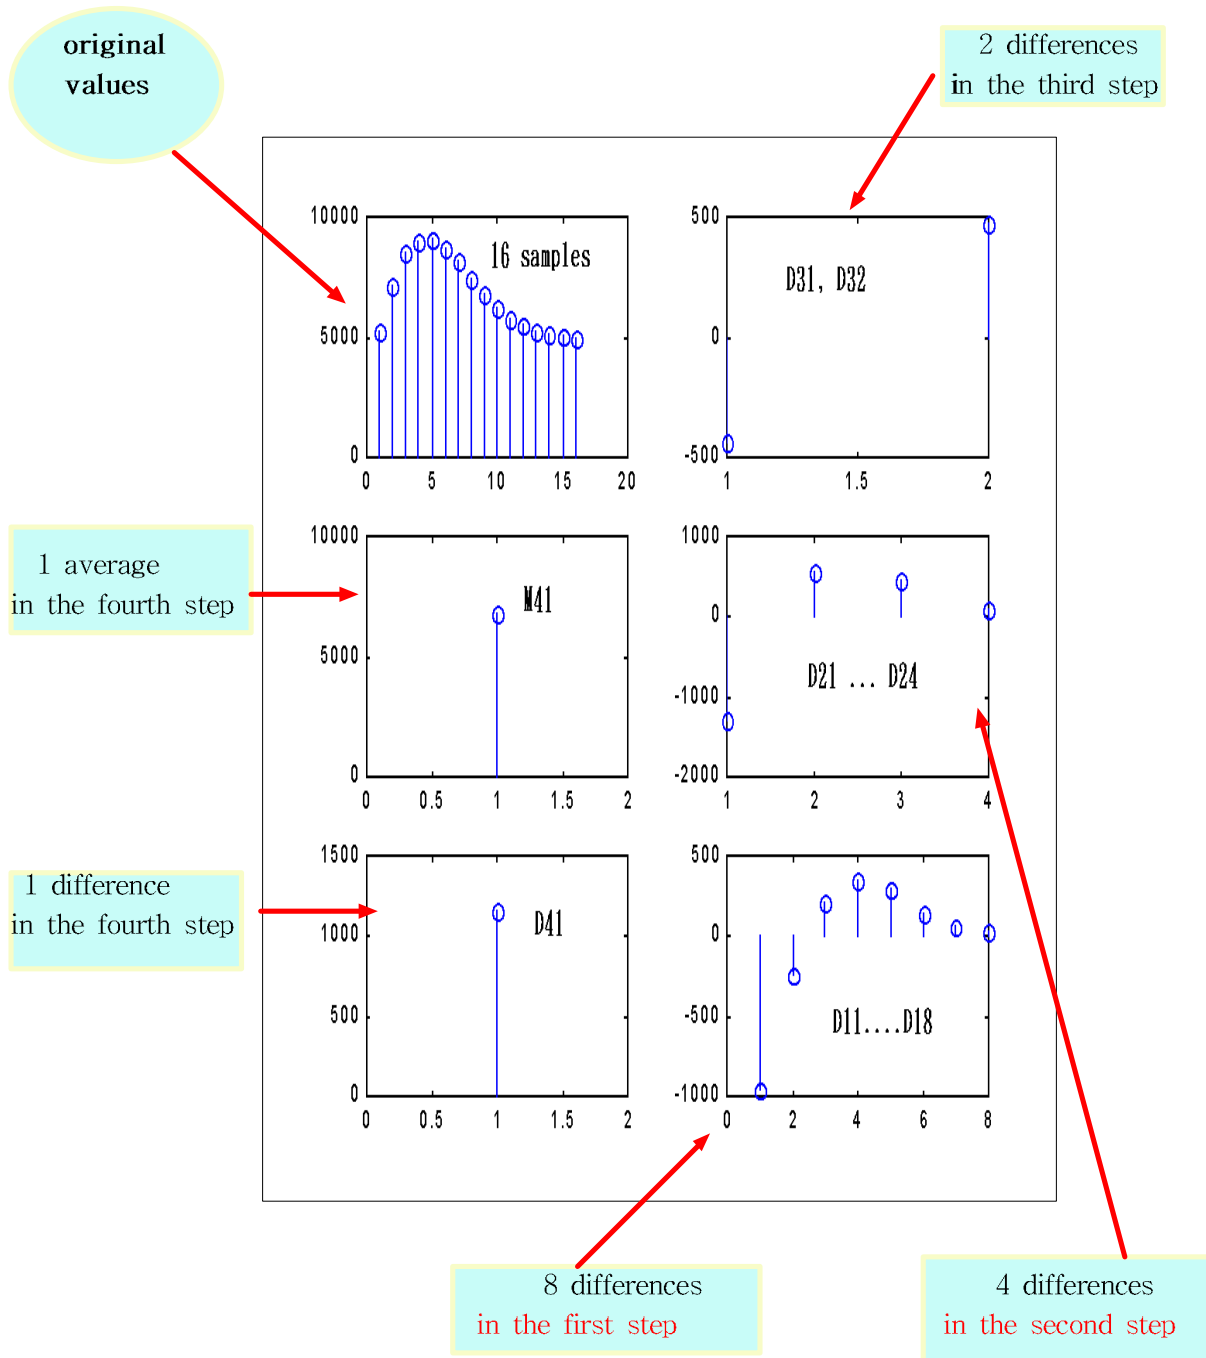 original
values
2 differences
in the third step
10000
5000
0
0 5 10 15 20
16 samples
500
0
-500
1 1.5 2
D31, D32
1 average
in the fourth step
10000
5000
0
0 0.5 1 1.5 2
M41
1000
0
-1000
-2000
1 2 3 4
D21 ... D24
1 difference
in the fourth step
1500
1000
500
0
0 0.5 1 1.5 2
D41
500
0
-500
-1000
0 2 4 6 8
D11....D18
8 differences
in the first step
4 differences
in the second step